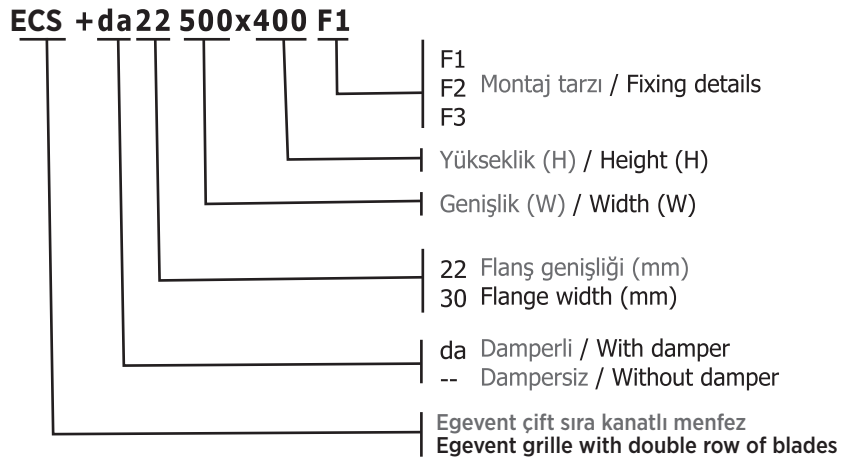 ECS +da22 500x400 F1
F1
F2 Montaj tarzı / Fixing details
F3
Yükseklik (H) / Height (H)
Genişlik (W) / Width (W)
22 Flanş genişliği (mm)
30 Flange width (mm)
da Damperli / With damper
-- Dampersiz / Without damper
Egevent çift sıra kanatlı menfez
Egevent grille with double row of blades